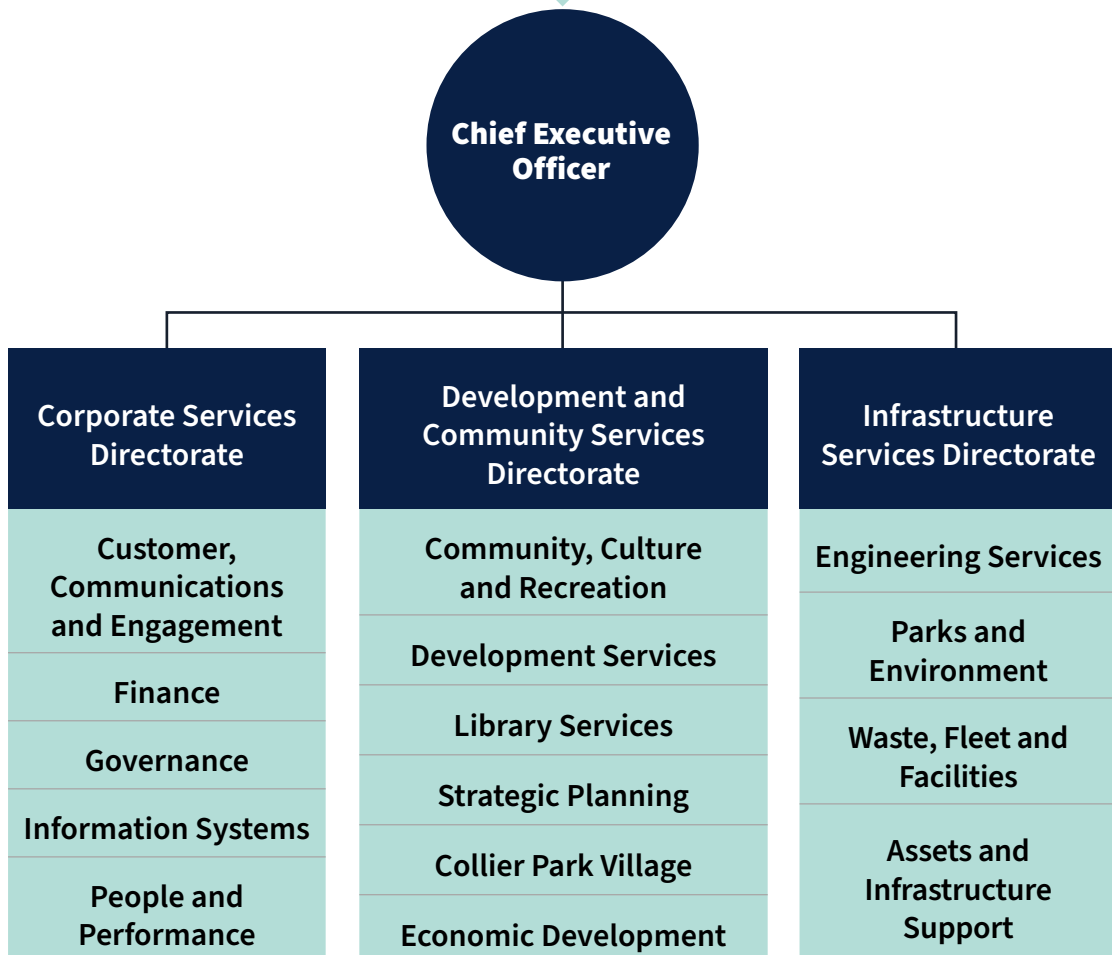 Chief Executive
Officer
Corporate Services
Directorate
Customer,
Communications
and Engagement
Finance
Governance
Information Systems
People and
Performance
Development and
Community Services
Directorate
Community, Culture
and Recreation
Development Services
Library Services
Strategic Planning
Collier Park Village
Economic Development
Infrastructure
Services Directorate
Engineering Services
Parks and
Environment
Waste, Fleet and
Facilities
Assets and
Infrastructure
Support